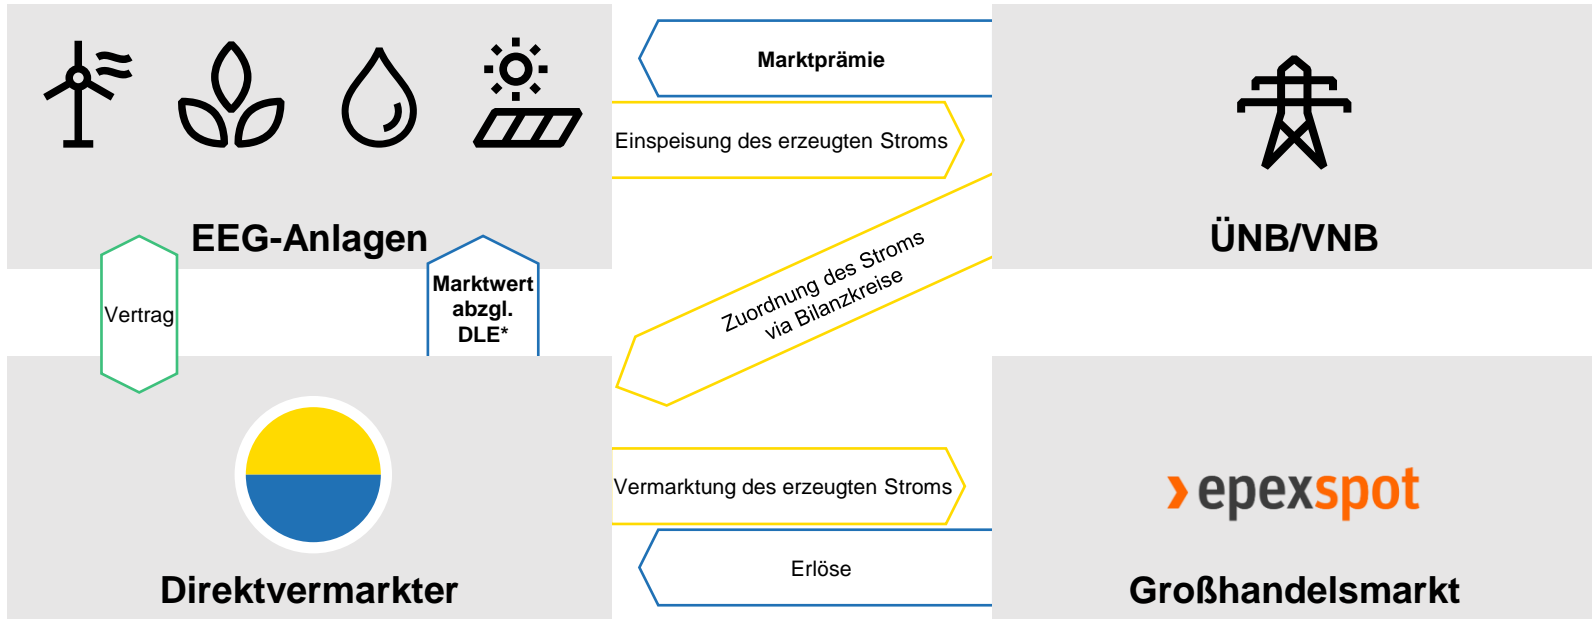 Marktprämie
Einspeisung des erzeugten Stroms
EEG-Anlagen
ÜNB/VNB
Vertrag
Marktwert
abzgl.
DLE*
Zuordnung des Stroms
via Bilanzkreise
Vermarktung des erzeugten Stroms
epexspot
Erlöse
Direktvermarkter
Großhandelsmarkt